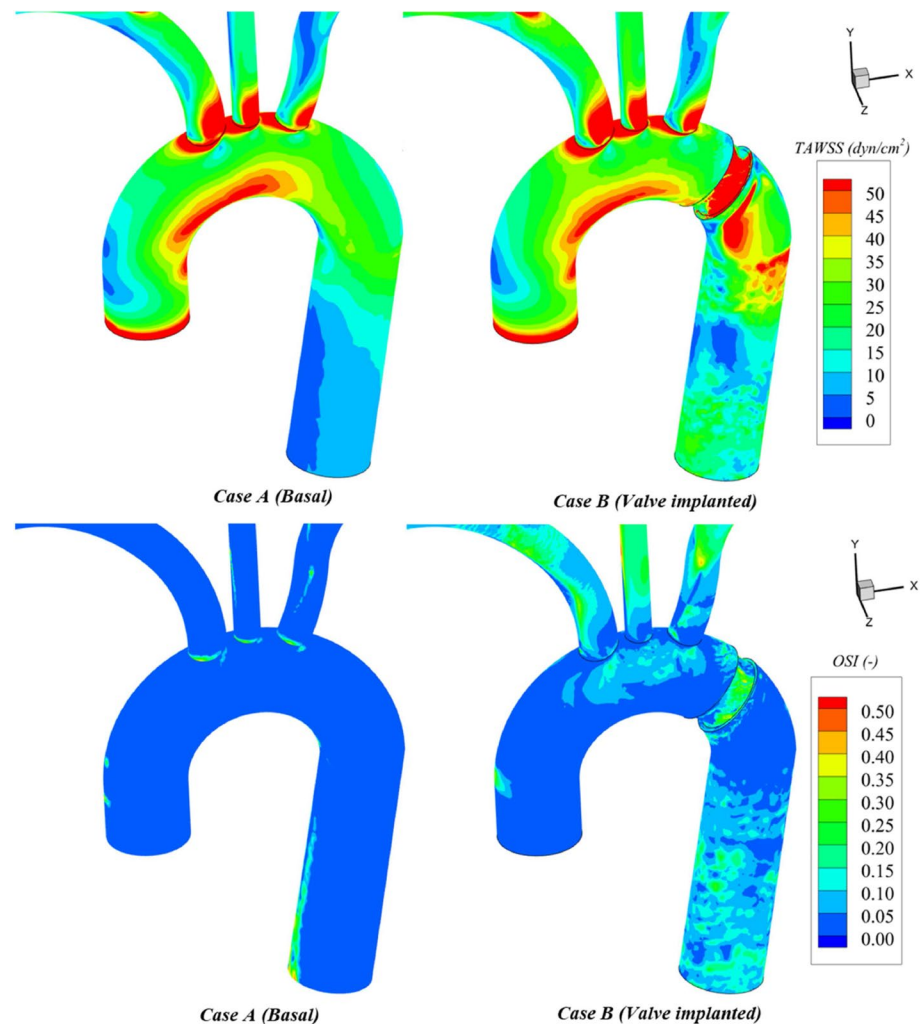 Y
X
Z
TAWSS (dyn/cm²)
50
45
40
35
30
25
20
15
10
5
0
Case A (Basal)
Case B (Valve implanted)
Y
X
Z
OSI (-)
0.50
0.45
0.40
0.35
0.30
0.25
0.20
0.15
0.10
0.05
0.00
Case A (Basal)
Case B (Valve implanted)